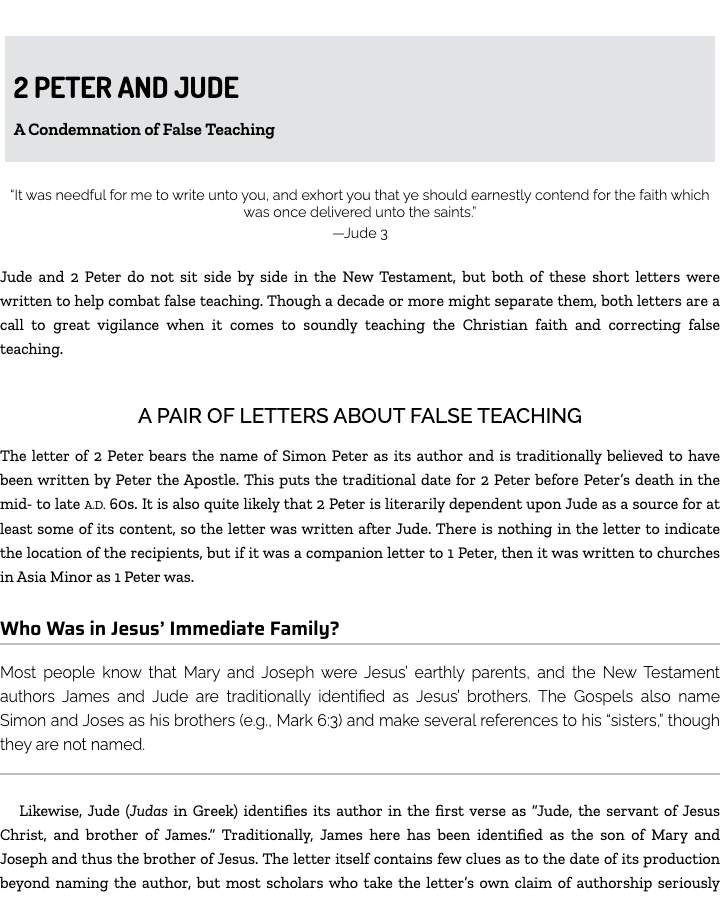 2 PETER AND JUDE
A Condemnation of False Teaching
“It was needful for me to write unto you, and exhort you that ye should earnestly contend for the faith which
was once delivered unto the saints.”
—Jude 3
Jude and 2 Peter do not sit side by side in the New Testament, but both of these short letters were
written to help combat false teaching. Though a decade or more might separate them, both letters are a
call to great vigilance when it comes to soundly teaching the Christian faith and correcting false
teaching.
A PAIR OF LETTERS ABOUT FALSE TEACHING
The letter of 2 Peter bears the name of Simon Peter as its author and is traditionally believed to have
been written by Peter the Apostle. This puts the traditional date for 2 Peter before Peter’s death in the
mid- to late A.D. 60s. It is also quite likely that 2 Peter is literarily dependent upon Jude as a source for at
least some of its content, so the letter was written after Jude. There is nothing in the letter to indicate
the location of the recipients, but if it was a companion letter to 1 Peter, then it was written to churches
in Asia Minor as 1 Peter was.
Who Was in Jesus’ Immediate Family?
Most people know that Mary and Joseph were Jesus’ earthly parents, and the New Testament
authors James and Jude are traditionally identified as Jesus’ brothers. The Gospels also name
Simon and Joses as his brothers (e.g., Mark 6:3) and make several references to his “sisters,” though
they are not named.
Likewise, Jude (Judas in Greek) identifies its author in the first verse as “Jude, the servant of Jesus
Christ, and brother of James.” Traditionally, James here has been identified as the son of Mary and
Joseph and thus the brother of Jesus. The letter itself contains few clues as to the date of its production
beyond naming the author, but most scholars who take the letter’s own claim of authorship seriously